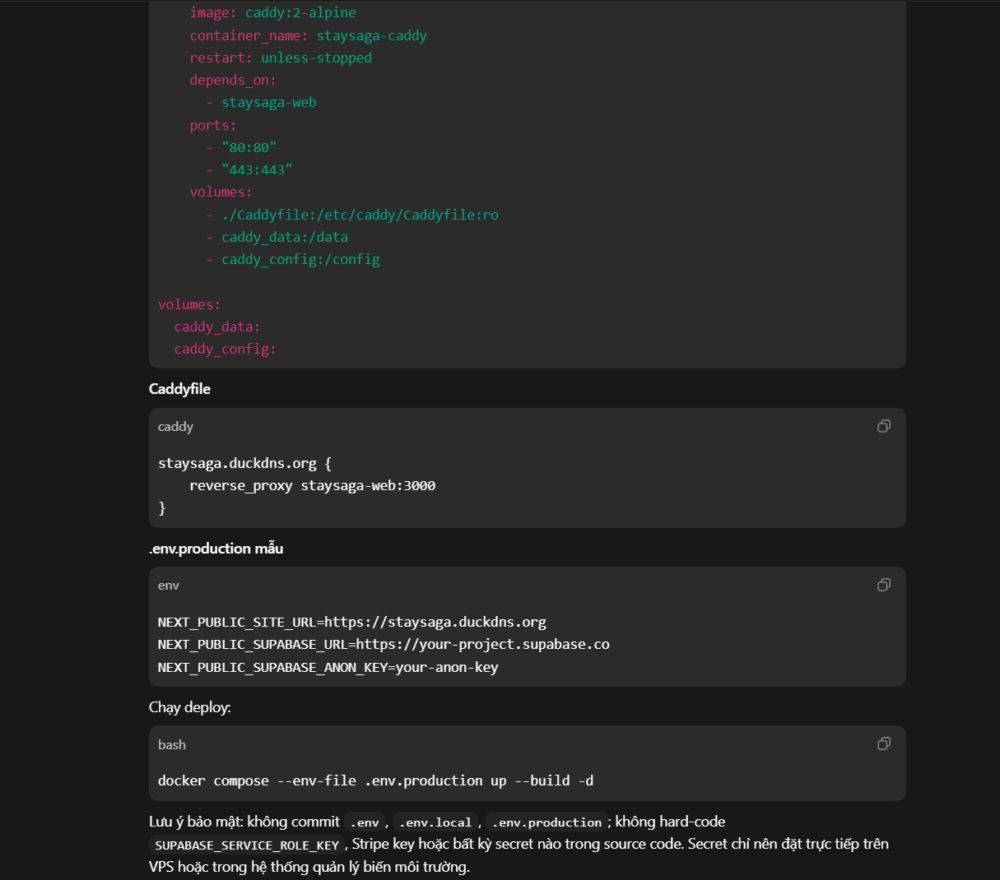 image: caddy:2-alpine
container_name: staysaga-caddy
restart: unless-stopped
depends_on:
- staysaga-web
ports:
- "80:80"
- "443:443"
volumes:
- ./Caddyfile:/etc/caddy/Caddyfile:ro
- caddy_data:/data
- caddy_config:/config
volumes:
caddy_data:
caddy_config:
Caddyfile
caddy
staysaga.duckdns.org {
reverse_proxy staysaga-web:3000
}
.env.production mẫu
env
NEXT_PUBLIC_SITE_URL=https://staysaga.duckdns.org
NEXT_PUBLIC_SUPABASE_URL=https://your-project.supabase.co
NEXT_PUBLIC_SUPABASE_ANON_KEY=your-anon-key
Chạy deploy:
bash
docker compose --env-file .env.production up --build -d
Lưu ý bảo mật: không commit .env, .env.local, .env.production; không hard-code
SUPABASE_SERVICE_ROLE_KEY, Stripe key hoặc bất kỳ secret nào trong source code. Secret chỉ nên đặt trực tiếp trên
VPS hoặc trong hệ thống quản lý biến môi trường.